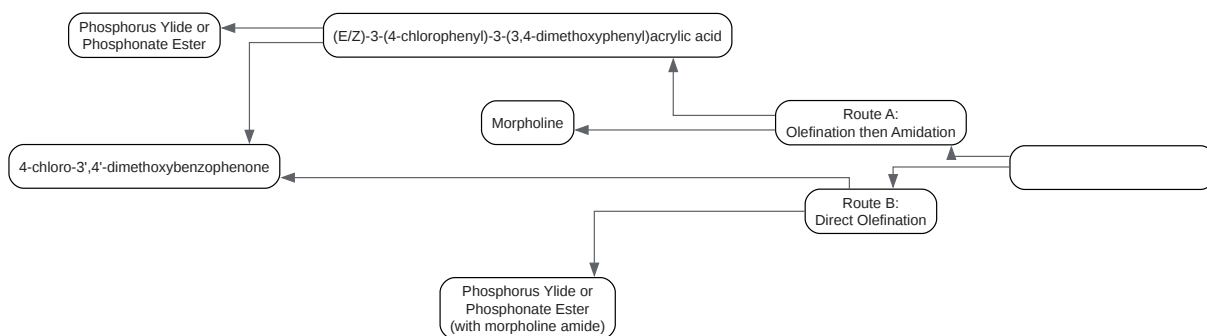 Phosphorus Ylide or
Phosphonate Ester
(E/Z)-3-(4-chlorophenyl)-3-(3,4-dimethoxyphenyl)acrylic acid
Morpholine
Route A:
Olefination then Amidation
4-chloro-3',4'-dimethoxybenzophenone
Route B:
Direct Olefination
Phosphorus Ylide or
Phosphonate Ester
(with morpholine amide)